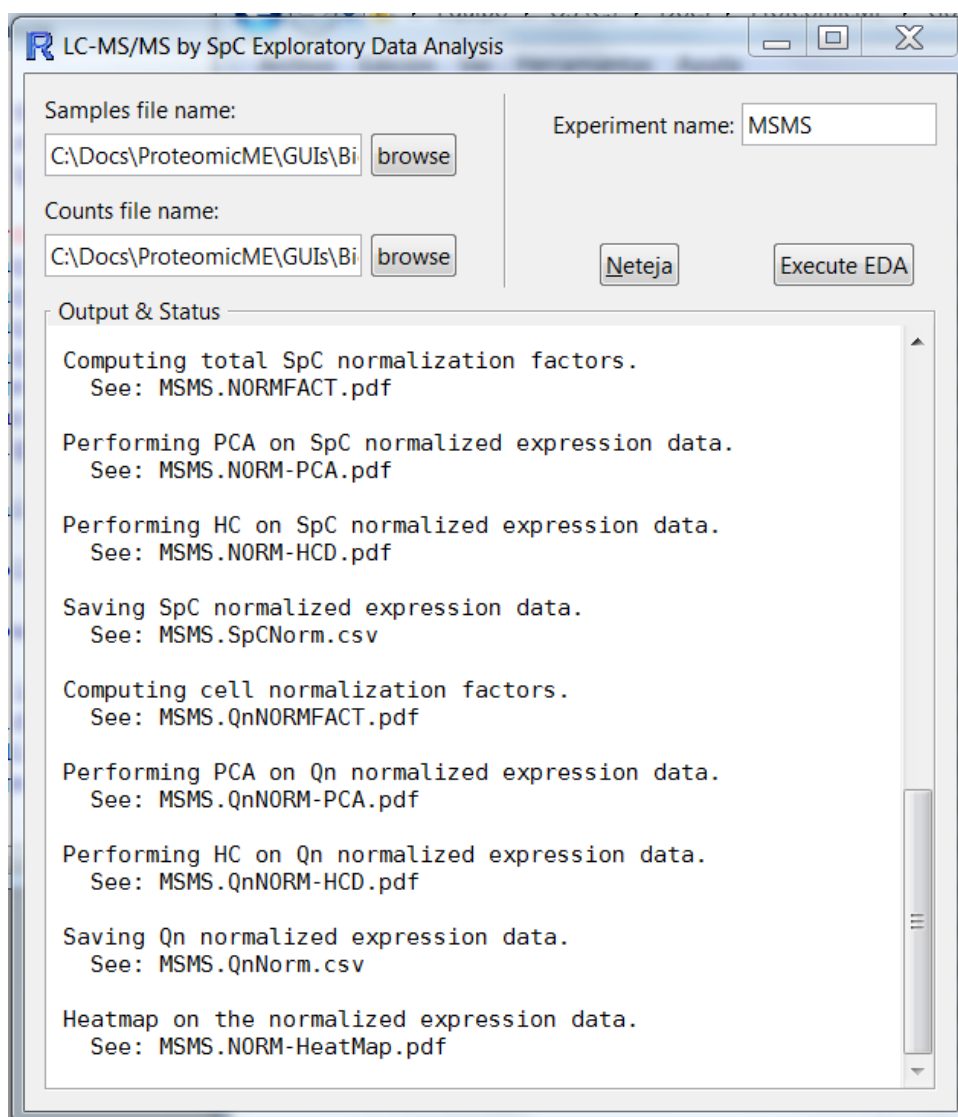 LC-MS/MS by SpC Exploratory Data Analysis
Samples file name:
C:\Docs\ProteomicME\GUIs\Bi browse
Experiment name: MSMS
Counts file name:
C:\Docs\ProteomicME\GUIs\Bi browse
Neteja
Execute EDA
Output & Status
Computing total SpC normalization factors.
See: MSMS.NORMFACT.pdf
Performing PCA on SpC normalized expression data.
See: MSMS.NORM-PCA.pdf
Performing HC on SpC normalized expression data.
See: MSMS.NORM-HCD.pdf
Saving SpC normalized expression data.
See: MSMS.SpCNorm.csv
Computing cell normalization factors.
See: MSMS.QnNORMFACT.pdf
Performing PCA on Qn normalized expression data.
See: MSMS.QnNORM-PCA.pdf
Performing HC on Qn normalized expression data.
See: MSMS.QnNORM-HCD.pdf
Saving Qn normalized expression data.
See: MSMS.QnNorm.csv
Heatmap on the normalized expression data.
See: MSMS.NORM-HeatMap.pdf